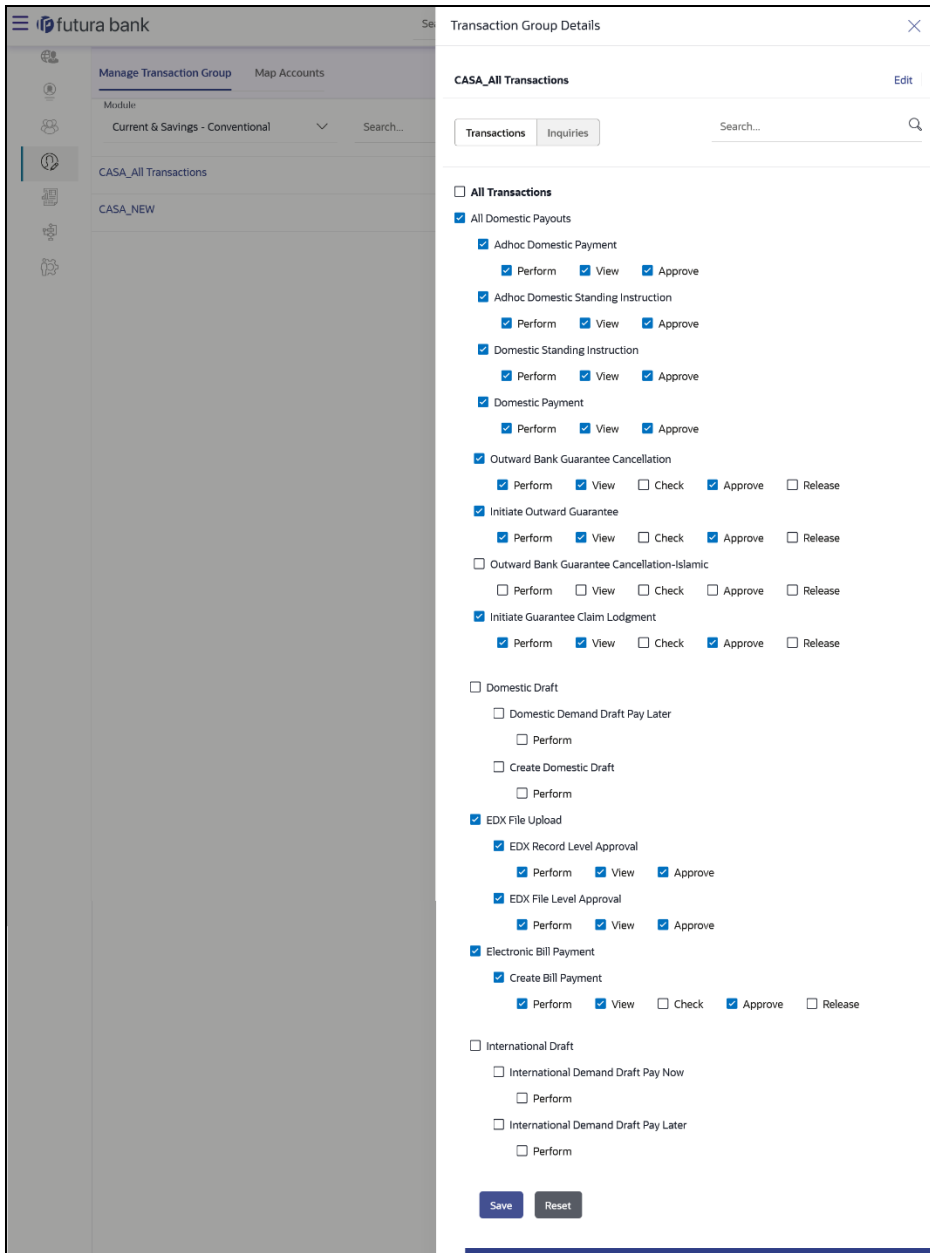 futura bank
Sea
Manage Transaction Group Map Accounts
Module
Current & Savings - Conventional Search...
CASA_All Transactions
CASA_NEW
Transaction Group Details
CASA_All Transactions Edit
Transactions Inquiries Search...
All Transactions
All Domestic Payouts
Adhoc Domestic Payment
Perform View Approve
Adhoc Domestic Standing Instruction
Perform View Approve
Domestic Standing Instruction
Perform View Approve
Domestic Payment
Perform View Approve
Outward Bank Guarantee Cancellation
Perform View Check Approve Release
Initiate Outward Guarantee
Perform View Check Approve Release
Outward Bank Guarantee Cancellation-Islamic
Perform View Check Approve Release
Initiate Guarantee Claim Lodgment
Perform View Check Approve Release
Domestic Draft
Domestic Demand Draft Pay Later
Perform
Create Domestic Draft
Perform
EDX File Upload
EDX Record Level Approval
Perform View Approve
EDX File Level Approval
Perform View Approve
Electronic Bill Payment
Create Bill Payment
Perform View Check Approve Release
International Draft
International Demand Draft Pay Now
Perform
International Demand Draft Pay Later
Perform
Save Reset